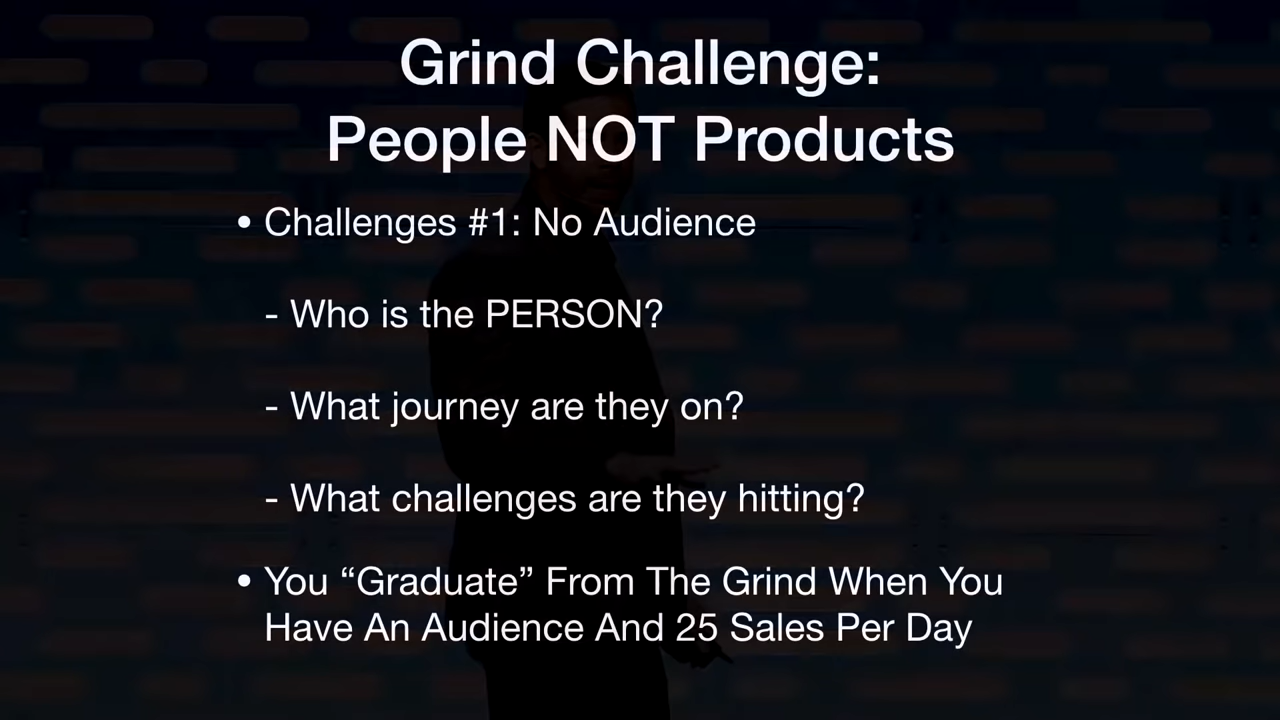 Grind Challenge:
People NOT Products
• Challenges #1: No Audience
- Who is the PERSON?
- What journey are they on?
- What challenges are they hitting?
• You “Graduate” From The Grind When You
Have An Audience And 25 Sales Per Day